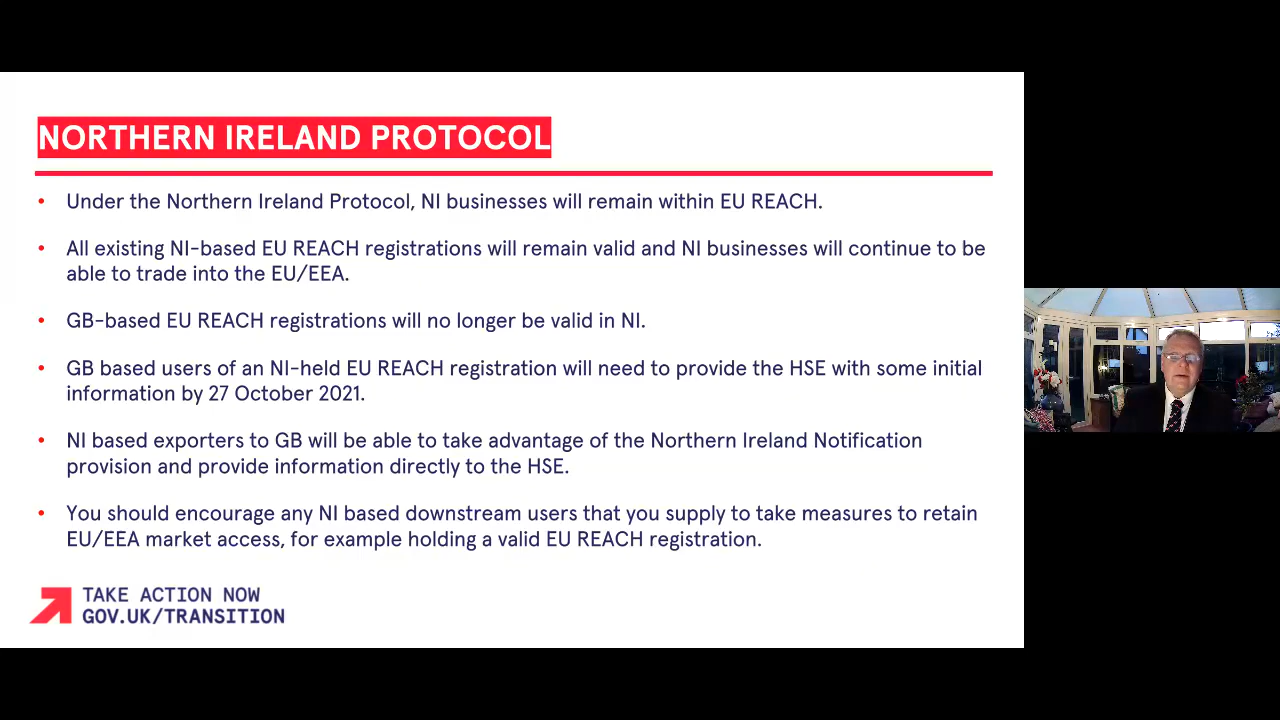 NORTHERN IRELAND PROTOCOL
• Under the Northern Ireland Protocol, NI businesses will remain within EU REACH.
• All existing NI-based EU REACH registrations will remain valid and NI businesses will continue to be
able to trade into the EU/EEA.
• GB-based EU REACH registrations will no longer be valid in NI.
• GB based users of an NI-held EU REACH registration will need to provide the HSE with some initial
information by 27 October 2021.
• NI based exporters to GB will be able to take advantage of the Northern Ireland Notification
provision and provide information directly to the HSE.
• You should encourage any NI based downstream users that you supply to take measures to retain
EU/EEA market access, for example holding a valid EU REACH registration.
TAKE ACTION NOW
GOV.UK/TRANSITION